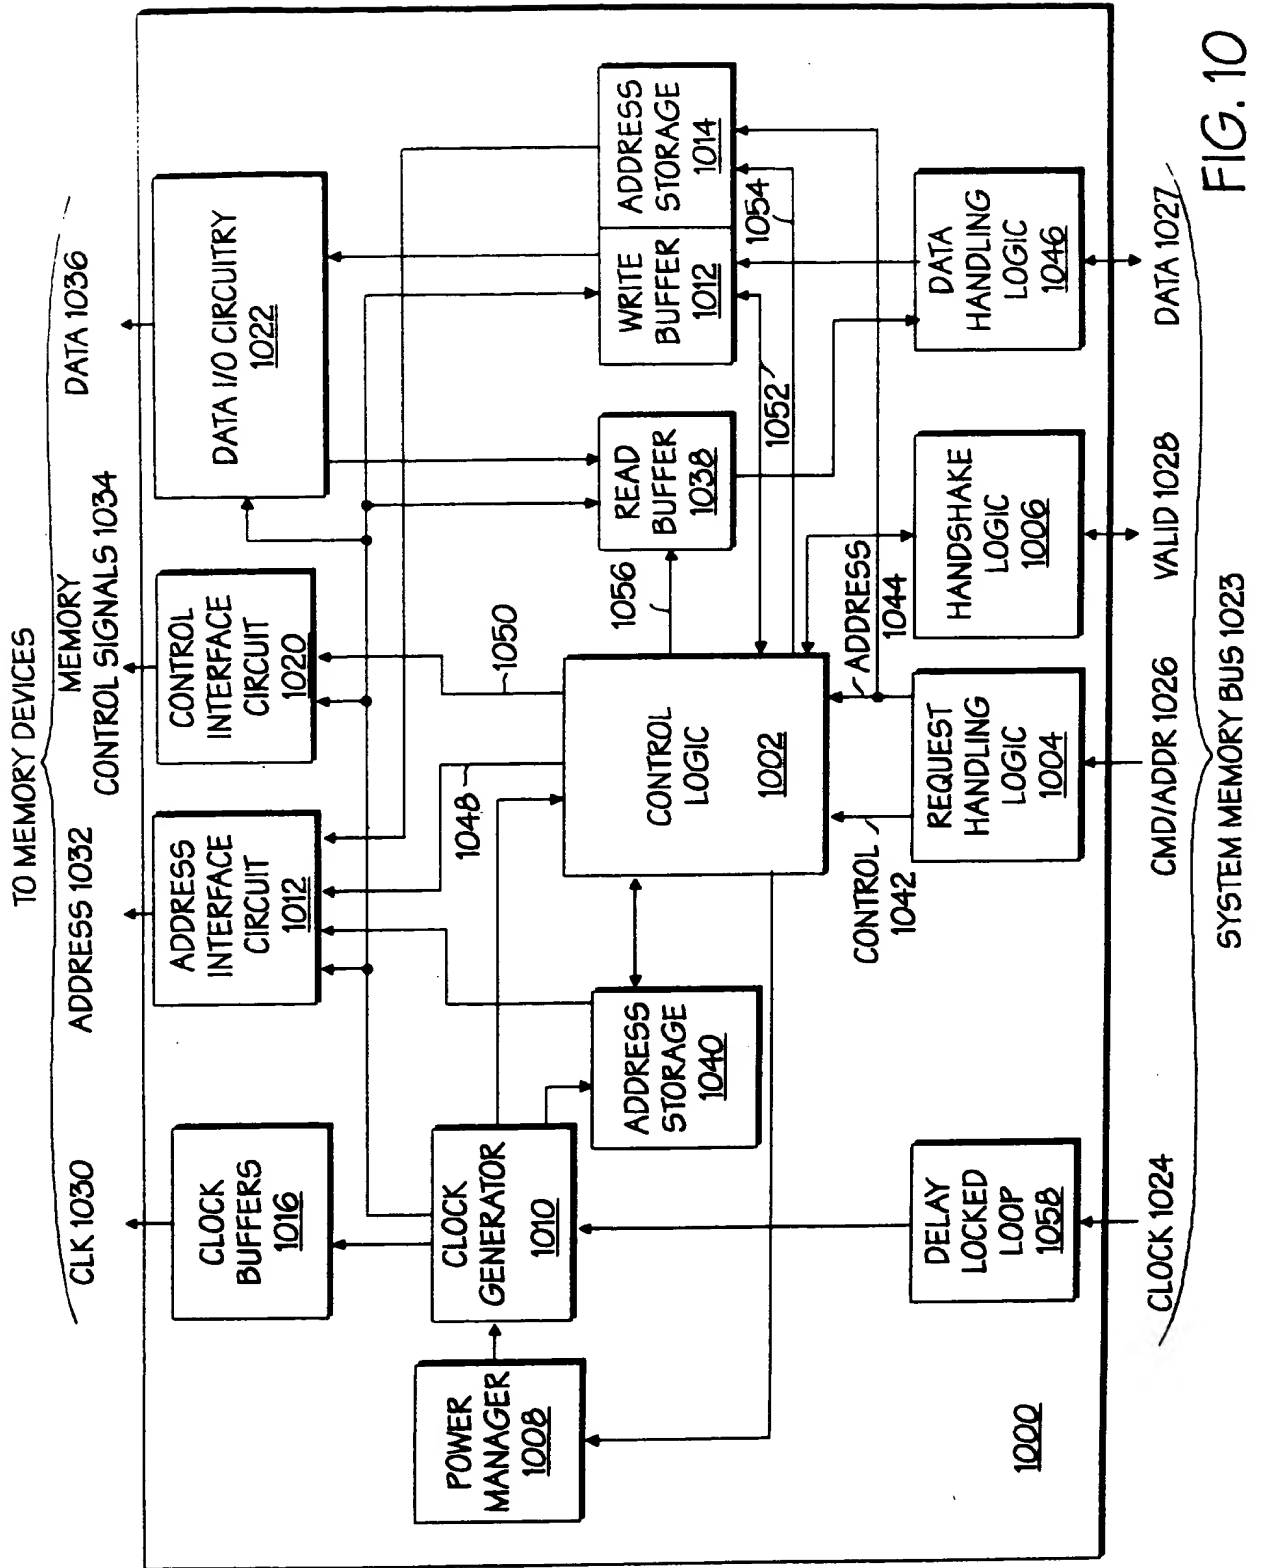 TO MEMORY DEVICES
CLK 1030
ADDRESS 1032
MEMORY
CONTROL SIGNALS 1034
DATA 1036
CLOCK
BUFFERS
1016
ADDRESS
INTERFACE
CIRCUIT
1012
CONTROL
INTERFACE
CIRCUIT
1020
DATA I/O CIRCUITRY
1022
POWER
MANAGER
1008
CLOCK
GENERATOR
1010
1048
1050
1056
READ
BUFFER
1038
WRITE
BUFFER
1012
ADDRESS
STORAGE
1014
ADDRESS
STORAGE
1040
CONTROL
LOGIC
1002
1052
1054
CONTROL
1042
ADDRESS
1044
DELAY
LOCKED
LOOP
1058
REQUEST
HANDLING
LOGIC
1004
HANDSHAKE
LOGIC
1006
DATA
HANDLING
LOGIC
1046
1000
CLOCK 1024
CMD/ADDR 1026
VALID 1028
DATA 1027
SYSTEM MEMORY BUS 1023
FIG. 10